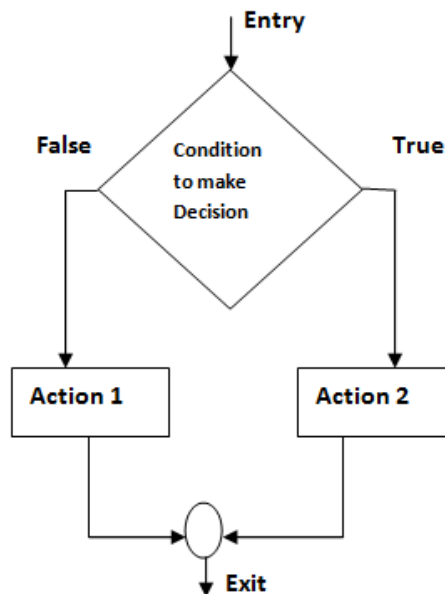 Entry
False
True
Condition
to make
Decision
Action 1
Action 2
Exit